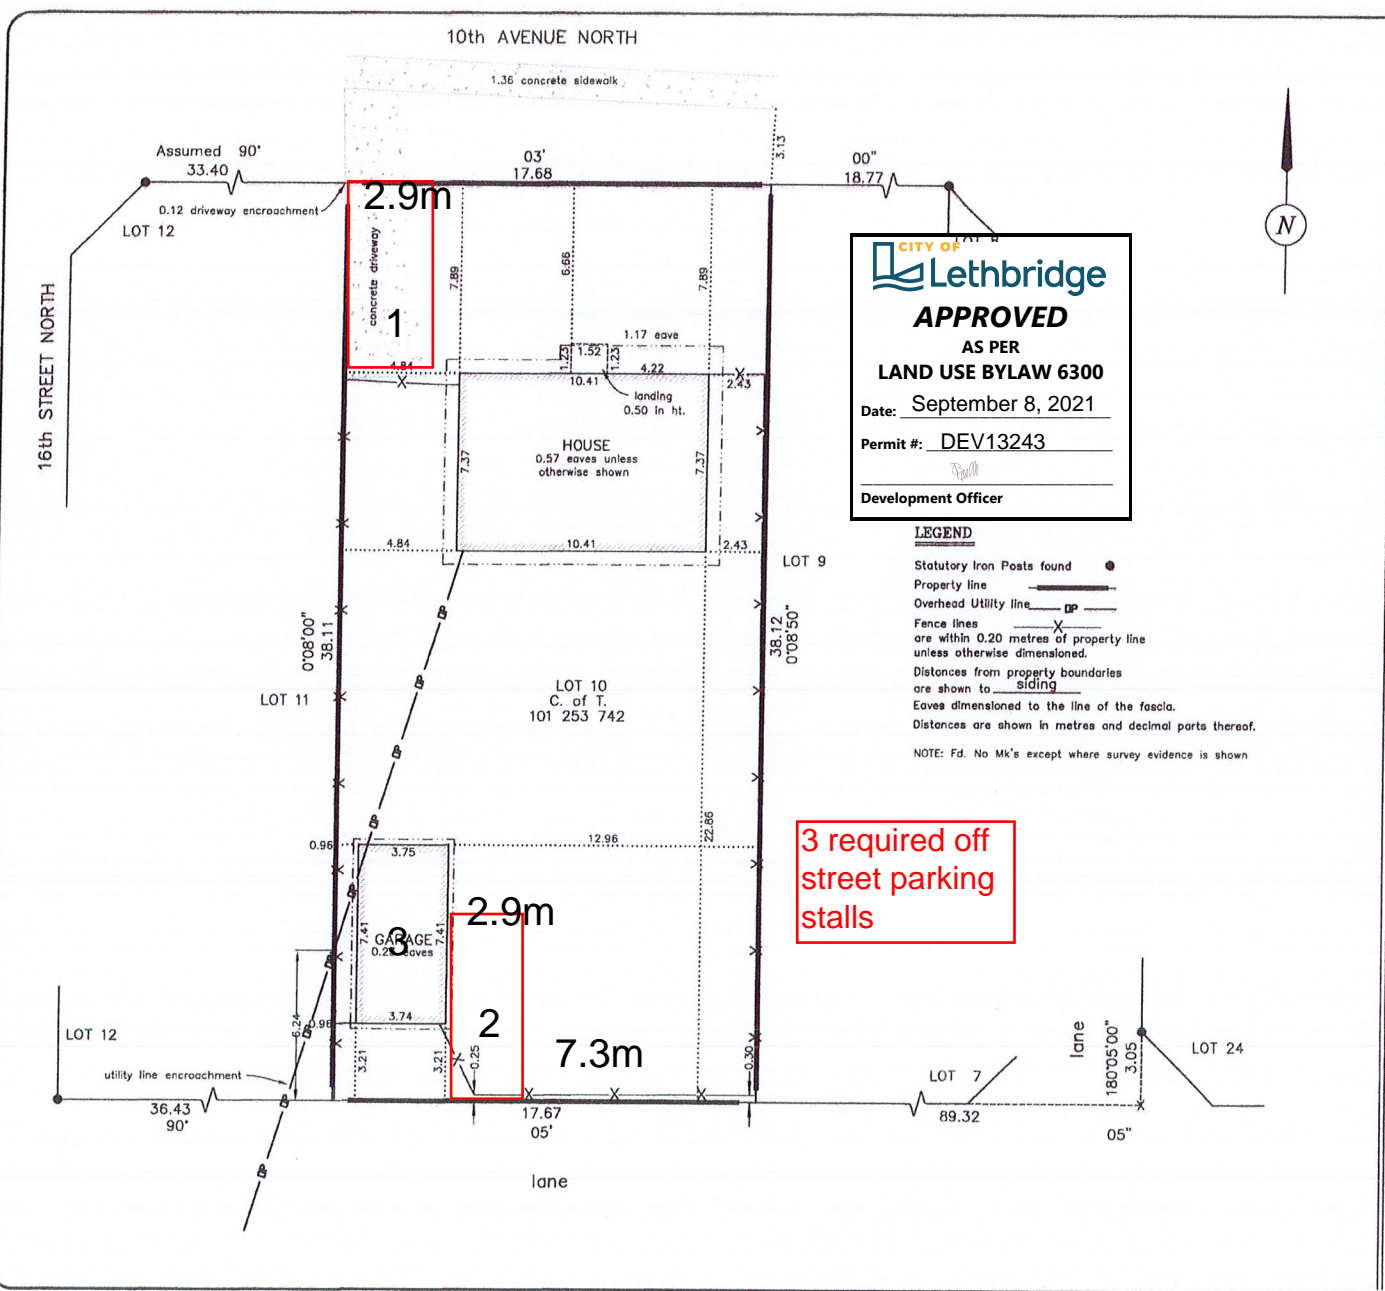 10th AVENUE NORTH
1.36 concrete sidewalk
3.13
Assumed 90°
33.40
03'
17.68
00"
18.77
0.12 driveway encroachment
LOT 12
2.9m
concrete driveway
1
7.89
6.66
7.89
N
16th STREET NORTH
CITY OF
Lethbridge
APPROVED
AS PER
LAND USE BYLAW 6300
Date: September 8, 2021
Permit #: DEV13243
Development Officer
1.17 eave
1.23
1.52
1.23
4.84
10.41
4.22
2.43
landing
0.50 in ht.
HOUSE
0.57 eaves unless
otherwise shown
7.37
7.37
4.84
10.41
2.43
LOT 9
LEGEND
Statutory Iron Posts found
Property line
Overhead Utility line OP
Fence lines X
are within 0.20 metres of property line
unless otherwise dimensioned.
Distances from property boundaries
are shown to siding
Eaves dimensioned to the line of the fascia.
Distances are shown in metres and decimal parts thereof.
NOTE: Fd. No Mk's except where survey evidence is shown
0°08'00"
38.11
38.12
0°08'50"
LOT 11
LOT 10
C. of T.
101 253 742
22.86
0.96
3.75
12.96
3 required off
street parking
stalls
2.9m
7.41
GARAGE
3
eaves
7.41
2
7.3m
0.96
3.74
6.24
3.21
3.21
0.25
0.30
LOT 12
utility line encroachment
36.43
90°
17.67
05'
lane
LOT 7
89.32
lane
180°05'00"
3.05
LOT 24
05"